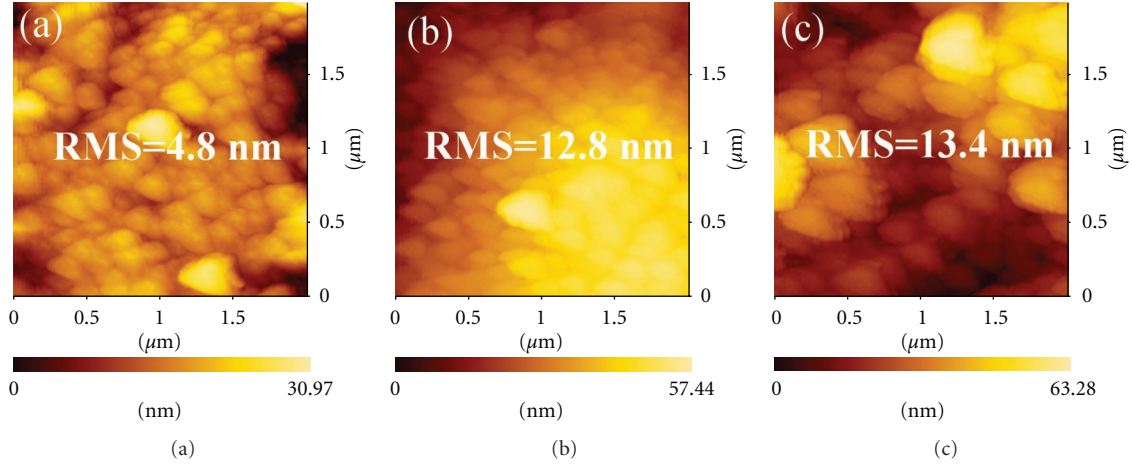 (a)
RMS=4.8 nm
1.5
1
0.5
0
(µm)
0 0.5 1 1.5
(µm)
0 30.97
(nm)
(a)
(b)
RMS=12.8 nm
1.5
1
0.5
0
(µm)
0 0.5 1 1.5
(µm)
0 57.44
(nm)
(b)
(c)
RMS=13.4 nm
1.5
1
0.5
0
(µm)
0 0.5 1 1.5
(µm)
0 63.28
(nm)
(c)